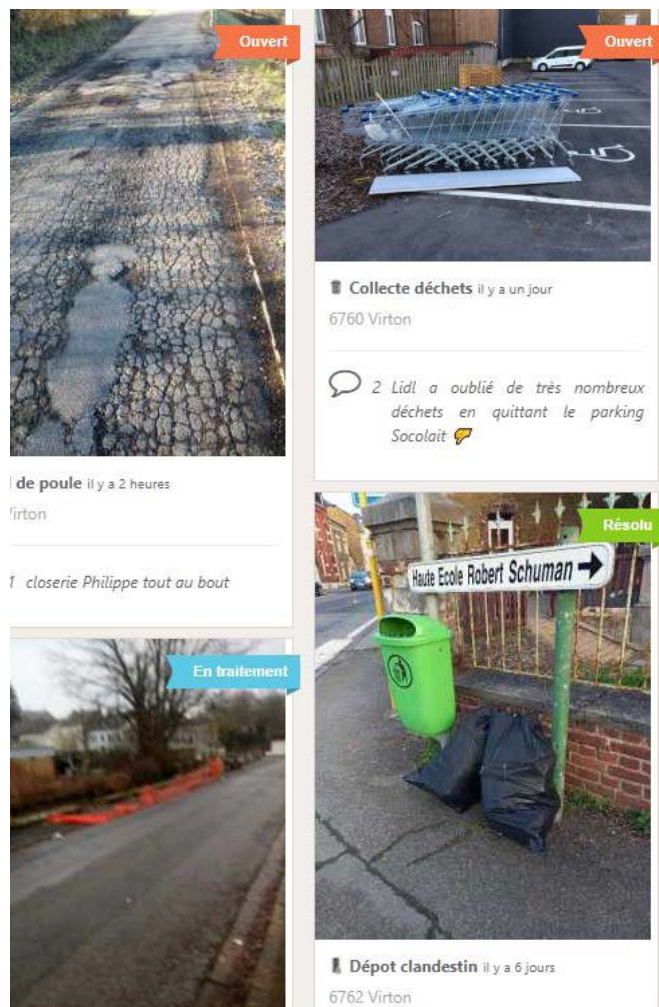 Ouvert
de poule il y a 2 heures
Virton
1 closerie Philippe tout au bout
En traitement
Ouvert
Collecte déchets il y a un jour
6760 Virton
2 Lidl a oublié de très nombreux
déchets en quittant le parking
Socolait
Résolu
Haute Ecole Robert Schuman
Dépot clandestin il y a 6 jours
6762 Virton